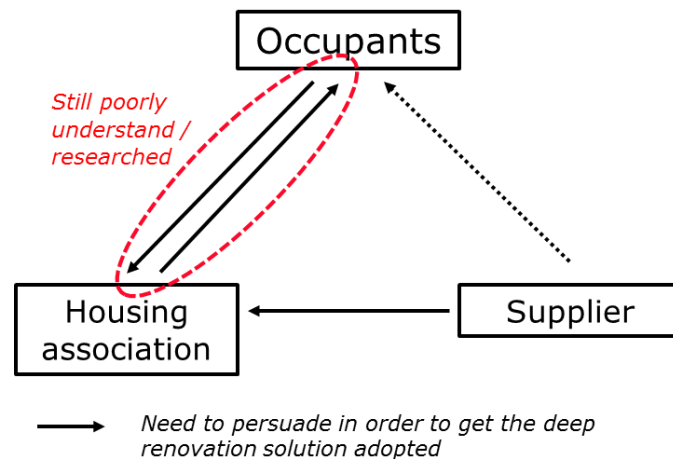 Occupants
Still poorly
understand /
researched
Housing
association
Supplier
Need to persuade in order to get the deep
renovation solution adopted